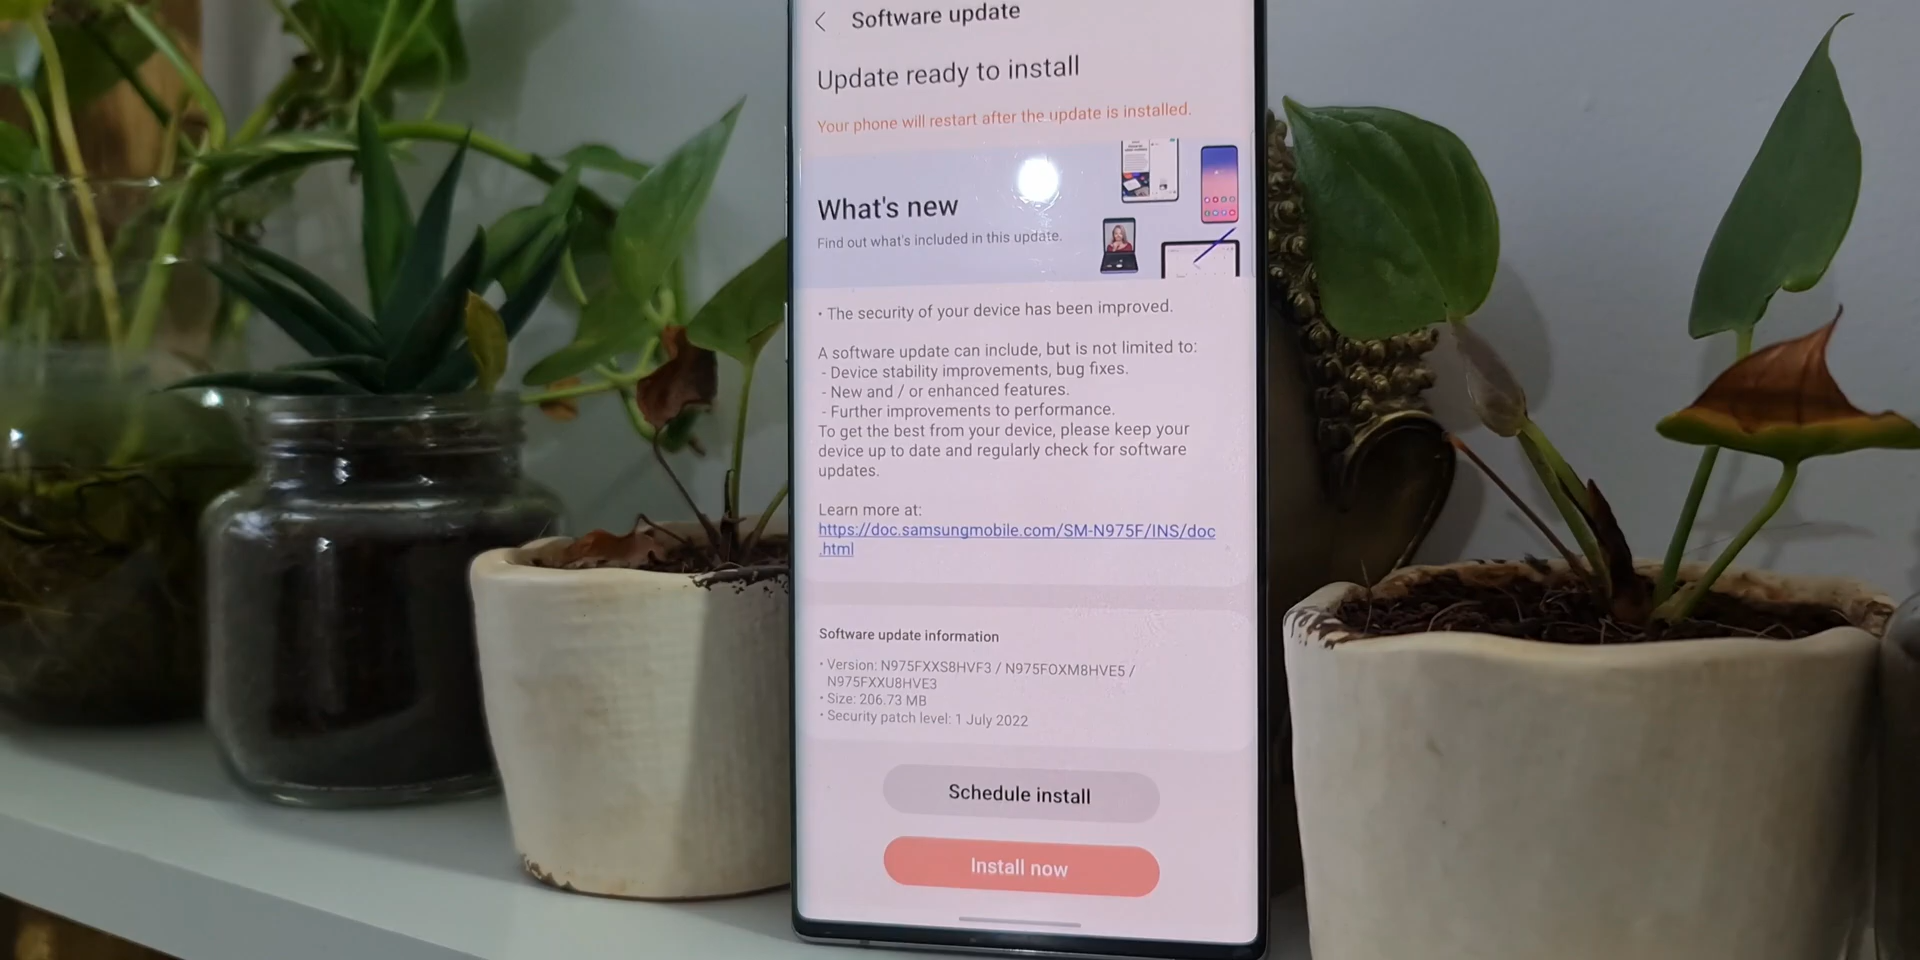 Software update
Update ready to install
Your phone will restart after the update is installed.
What's new
Find out what's included in this update.
• The security of your device has been improved.
A software update can include, but is not limited to:
- Device stability improvements, bug fixes.
- New and / or enhanced features.
- Further improvements to performance.
To get the best from your device, please keep your
device up to date and regularly check for software
updates.
Learn more at:
https://doc.samsungmobile.com/SM-N975F/INS/doc
.html
Software update information
• Version: N975FXXS8HVF3 / N975FOXM8HVE5 /
N975FXXU8HVE3
• Size: 206.73 MB
• Security patch level: 1 July 2022
Schedule install
Install now